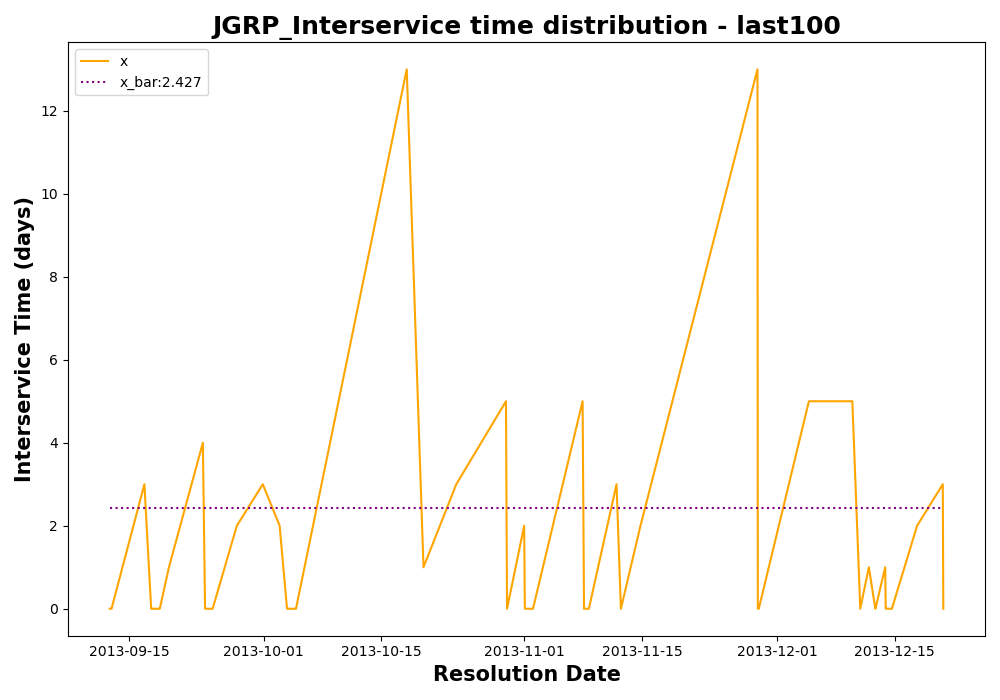 JGRP_Interservice time distribution - last100
x
x_bar:2.427
Interservice Time (days)
12
10
8
6
4
2
0
2013-09-15
2013-10-01
2013-10-15
2013-11-01
2013-11-15
2013-12-01
2013-12-15
Resolution Date